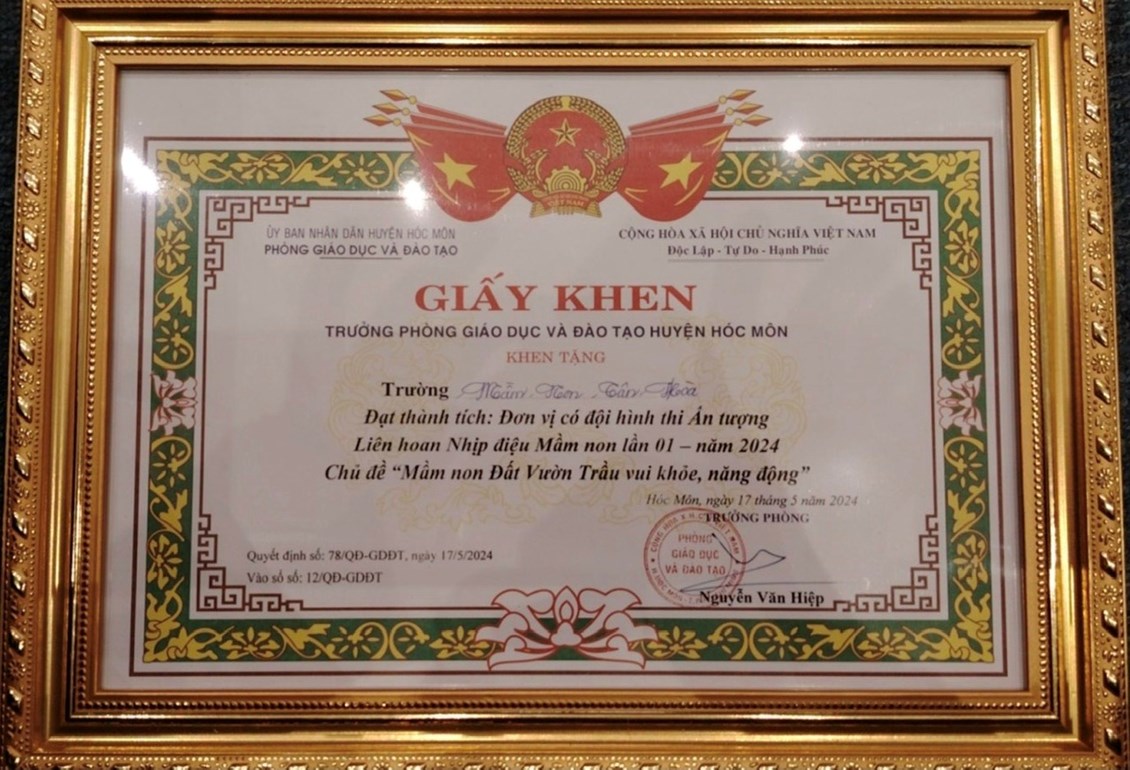 VIỆT NAM
ỦY BAN NHÂN DÂN HUYỆN HÓC MÔN
PHÒNG GIÁO DỤC VÀ ĐÀO TẠO
CỘNG HÒA XÃ HỘI CHỦ NGHĨA VIỆT NAM
Độc Lập - Tự Do - Hạnh Phúc
GIẤY KHEN
TRƯỞNG PHÒNG GIÁO DỤC VÀ ĐÀO TẠO HUYỆN HÓC MÔN
KHEN TẶNG
Trường Mầm Non Tân Hoà
Đạt thành tích: Đơn vị có đội hình thi Ấn tượng
Liên hoan Nhịp điệu Mầm non lần 01 – năm 2024
Chủ đề “Mầm non Đất Vườn Trầu vui khỏe, năng động”
Hóc Môn, ngày 17 tháng 5 năm 2024
TRƯỞNG PHÒNG
PHÒNG
GIÁO DỤC
VÀ ĐÀO TẠO
Quyết định số: 78/QĐ-GDĐT, ngày 17/5/2024
Vào sổ số: 12/QĐ-GDĐT
Nguyễn Văn Hiệp